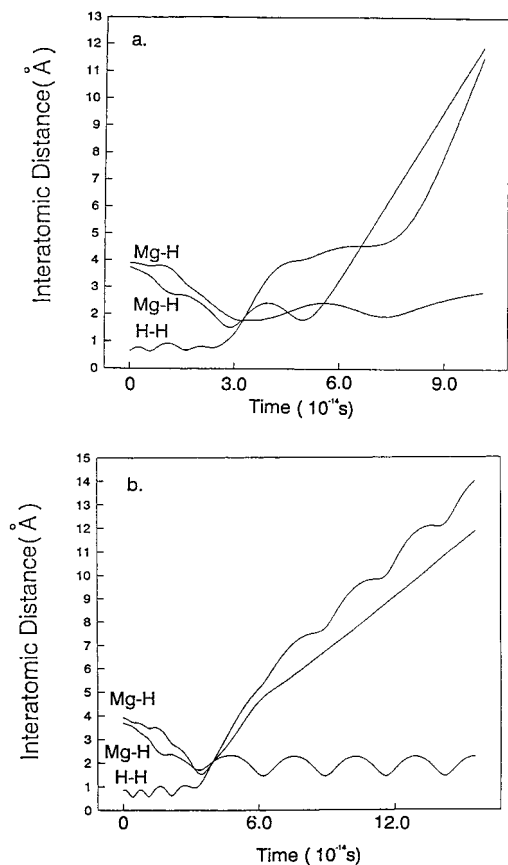 a.
Interatomic Distance(Å)
13
12
11
10
9
8
7
6
5
4
3
2
1
0
Mg-H
Mg-H
H-H
0 3.0 6.0 9.0
Time ( 10⁻¹⁴s)
b.
Interatomic Distance(Å)
15
14
13
12
11
10
9
8
7
6
5
4
3
2
1
0
Mg-H
Mg-H
H-H
0 6.0 12.0
Time ( 10⁻¹⁴s)